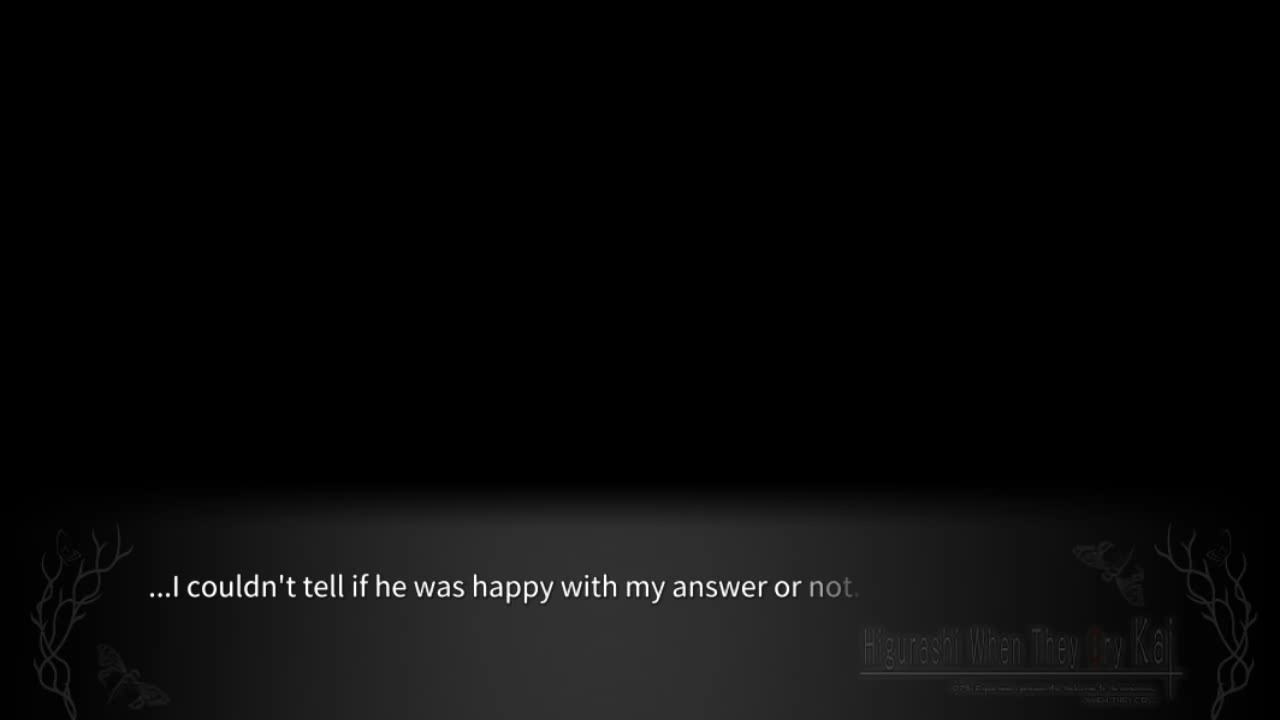 ...I couldn't tell if he was happy with my answer or not.
Higurashi When They Cry Kai